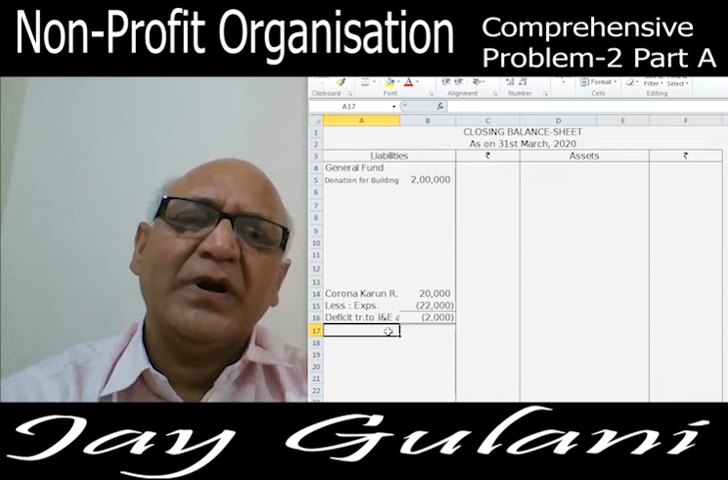 Non-Profit Organisation
Comprehensive
Problem-2 Part A
Clipboard Font Alignment Number Cells Editing
Format Filter Select
A17 fx
A B C D E F
1 CLOSING BALANCE-SHEET
2 As on 31st March, 2020
3 Liabilities ₹ Assets ₹
4 General Fund
5 Donation for Building 2,00,000
6
7
8
9
10
11
12
13
14 Corona Karun R. 20,000
15 Less : Exps. (22,000)
16 Deficit tr.to I&E a (2,000)
17
18
19
20
21
22
Jay Gulani